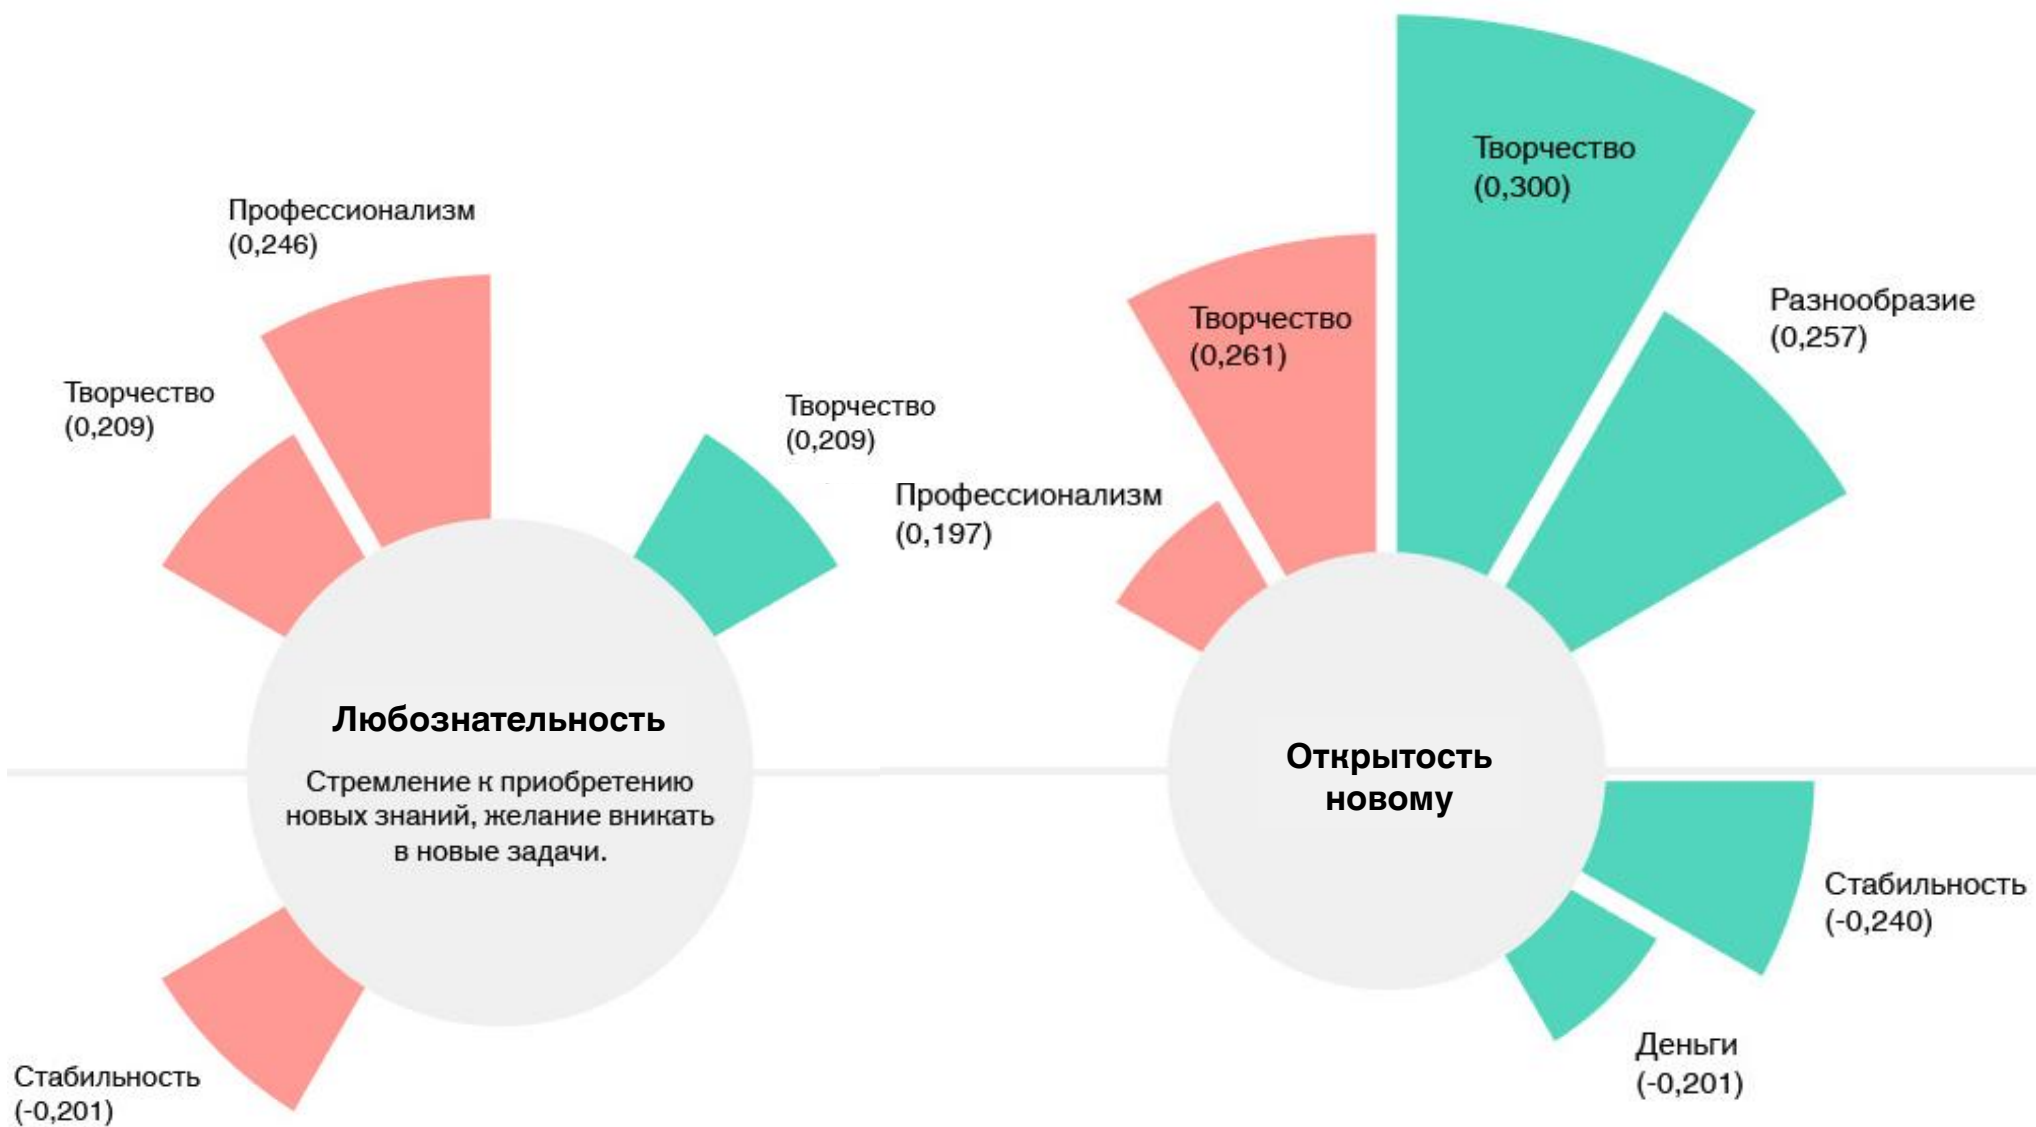 Профессионализм
(0,246)
Творчество
(0,209)
Творчество
(0,209)
Любознательность
Стремление к приобретению
новых знаний, желание вникать
в новые задачи.
Стабильность
(-0,201)
Творчество
(0,300)
Творчество
(0,261)
Разнообразие
(0,257)
Профессионализм
(0,197)
Открытость
новому
Стабильность
(-0,240)
Деньги
(-0,201)